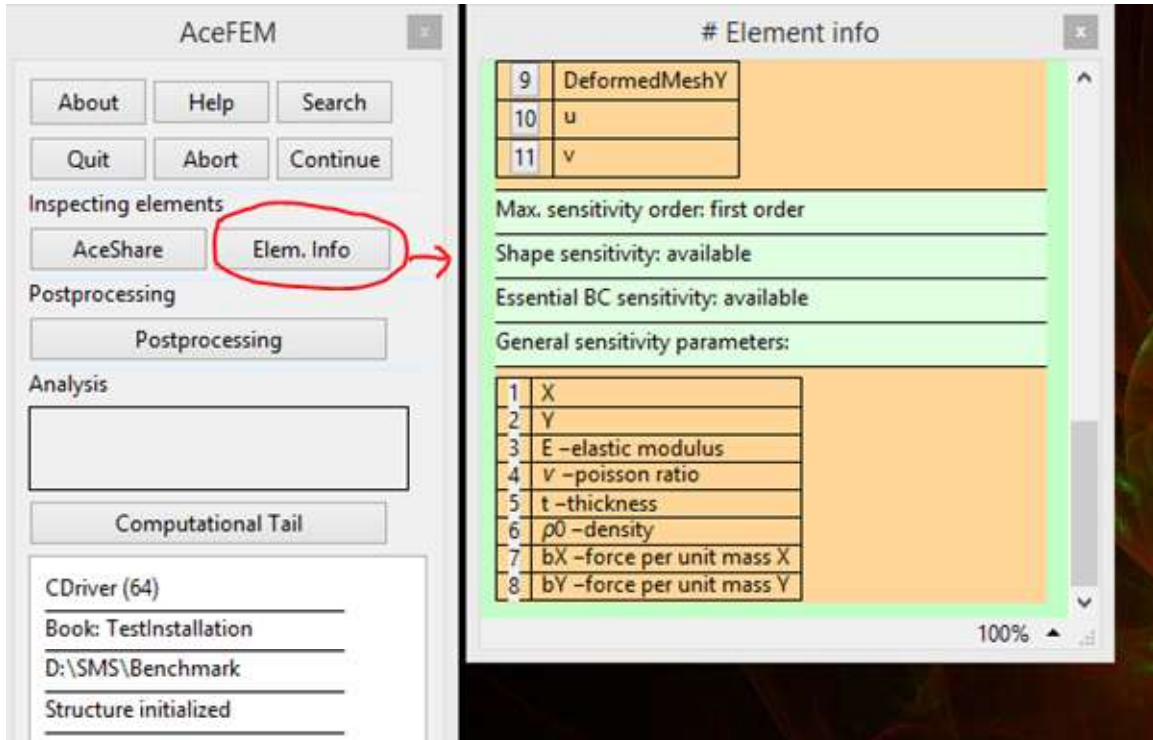 AceFEM
x
About Help Search
Quit Abort Continue
Inspecting elements
AceShare Elem. Info
Postprocessing
Postprocessing
Analysis
Computational Tail
CDriver (64)
Book: TestInstallation
D:\SMS\Benchmark
Structure initialized
# Element info
x
9 DeformedMeshY
10 u
11 v
Max. sensitivity order: first order
Shape sensitivity: available
Essential BC sensitivity: available
General sensitivity parameters:
1 X
2 Y
3 E –elastic modulus
4 ν –poisson ratio
5 t –thickness
6 ρ0 –density
7 bX –force per unit mass X
8 bY –force per unit mass Y
100%